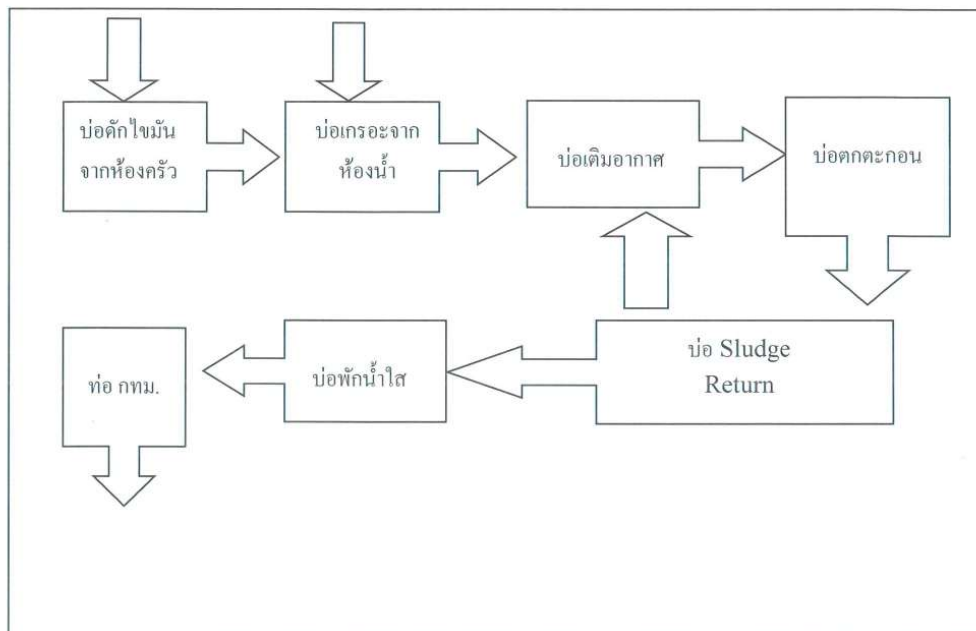 บ่อดักไขมัน
จากห้องครัว
บ่อเกรอะจาก
ห้องน้ำ
บ่อเติมอากาศ
บ่อตกตะกอน
ท่อ กทม.
บ่อพักน้ำใส
บ่อ Sludge
Return